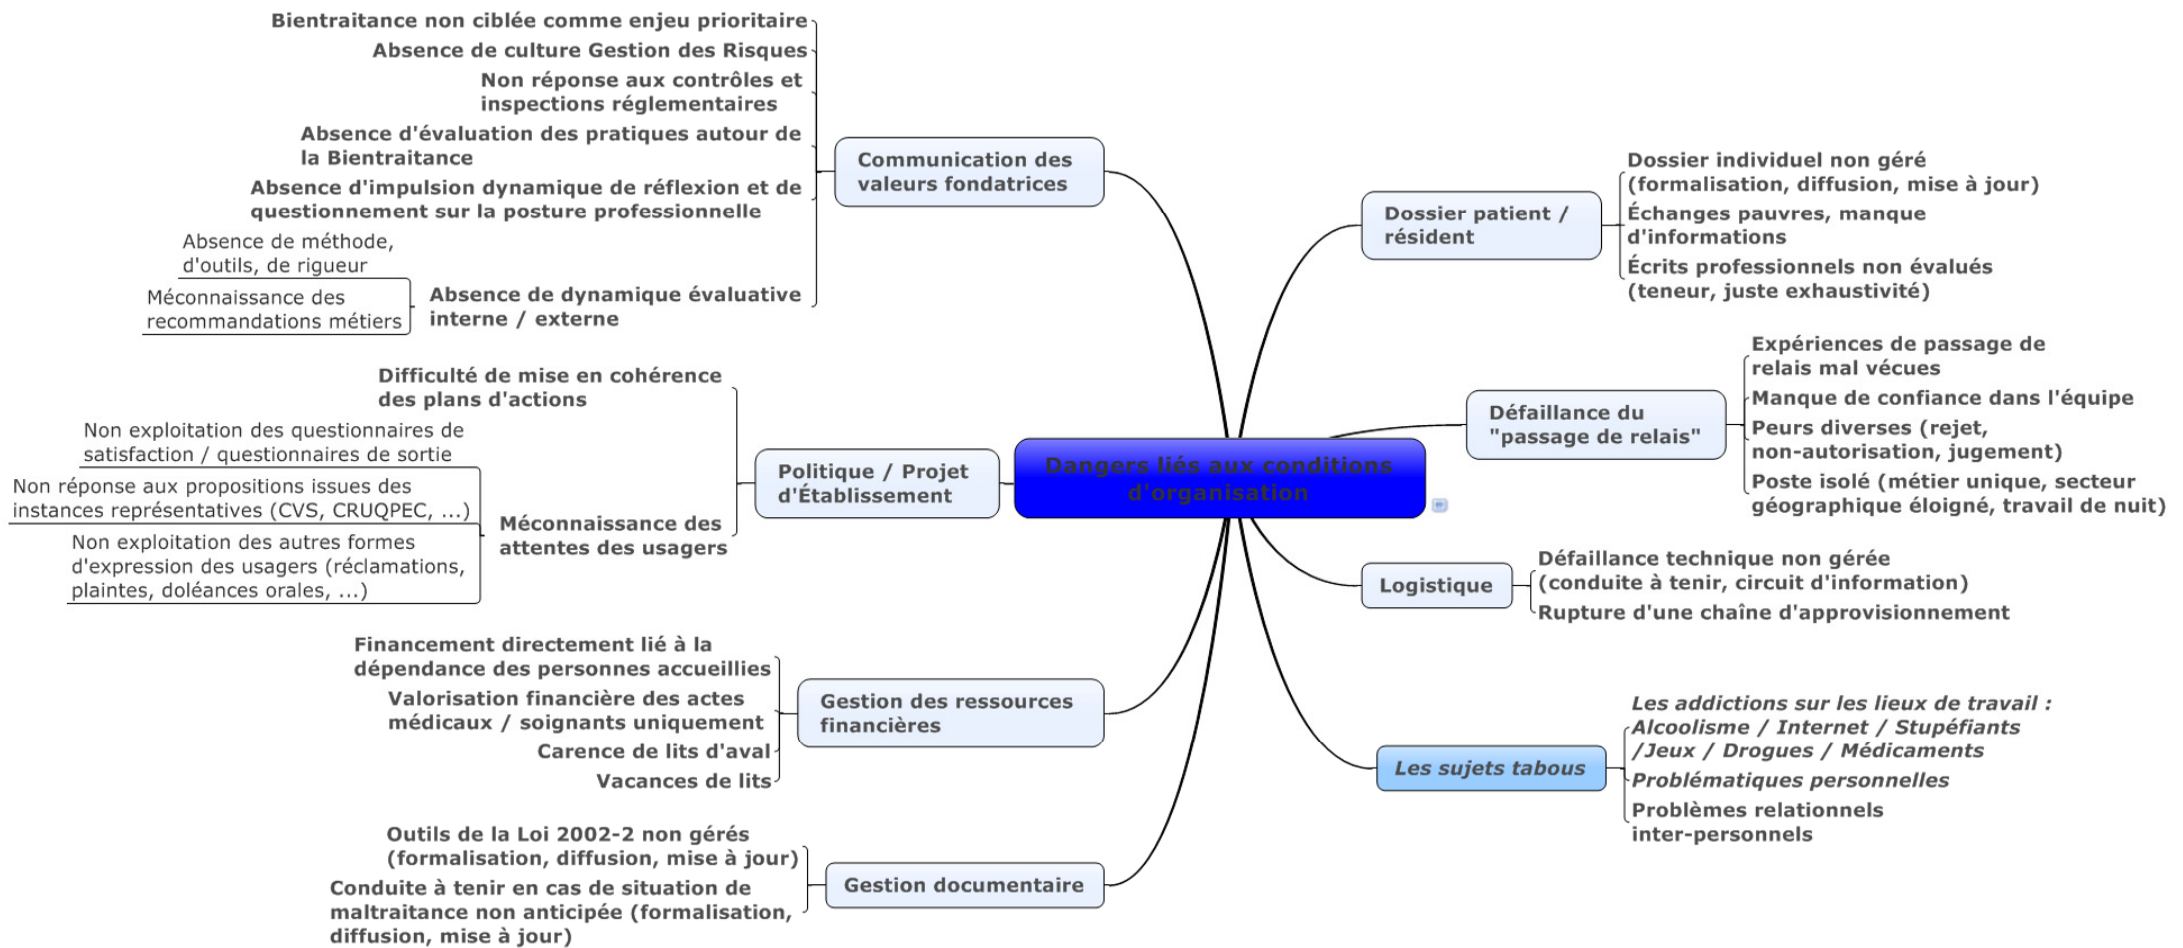 Bientraitance non ciblée comme enjeu prioritaire
Absence de culture Gestion des Risques
Non réponse aux contrôles et
inspections réglementaires
Absence d'évaluation des pratiques autour de
la Bientraitance
Absence d'impulsion dynamique de réflexion et de
questionnement sur la posture professionnelle
Absence de méthode,
d'outils, de rigueur
Méconnaissance des
recommandations métiers
Absence de dynamique évaluative
interne / externe
Communication des
valeurs fondatrices
Difficulté de mise en cohérence
des plans d'actions
Non exploitation des questionnaires de
satisfaction / questionnaires de sortie
Non réponse aux propositions issues des
instances représentatives (CVS, CRUQPEC, ...)
Non exploitation des autres formes
d'expression des usagers (réclamations,
plaintes, doléances orales, ...)
Méconnaissance des
attentes des usagers
Politique / Projet
d'Établissement
Financement directement lié à la
dépendance des personnes accueillies
Valorisation financière des actes
médicaux / soignants uniquement
Carence de lits d'aval
Vacances de lits
Gestion des ressources
financières
Outils de la Loi 2002-2 non gérés
(formalisation, diffusion, mise à jour)
Conduite à tenir en cas de situation de
maltraitance non anticipée (formalisation,
diffusion, mise à jour)
Gestion documentaire
Dangers liés aux conditions
d'organisation
Dossier patient /
résident
Dossier individuel non géré
(formalisation, diffusion, mise à jour)
Échanges pauvres, manque
d'informations
Écrits professionnels non évalués
(teneur, juste exhaustivité)
Défaillance du
"passage de relais"
Expériences de passage de
relais mal vécues
Manque de confiance dans l'équipe
Peurs diverses (rejet,
non-autorisation, jugement)
Poste isolé (métier unique, secteur
géographique éloigné, travail de nuit)
Logistique
Défaillance technique non gérée
(conduite à tenir, circuit d'information)
Rupture d'une chaîne d'approvisionnement
Les sujets tabous
Les addictions sur les lieux de travail :
Alcoolisme / Internet / Stupéfiants
/Jeux / Drogues / Médicaments
Problématiques personnelles
Problèmes relationnels
inter-personnels